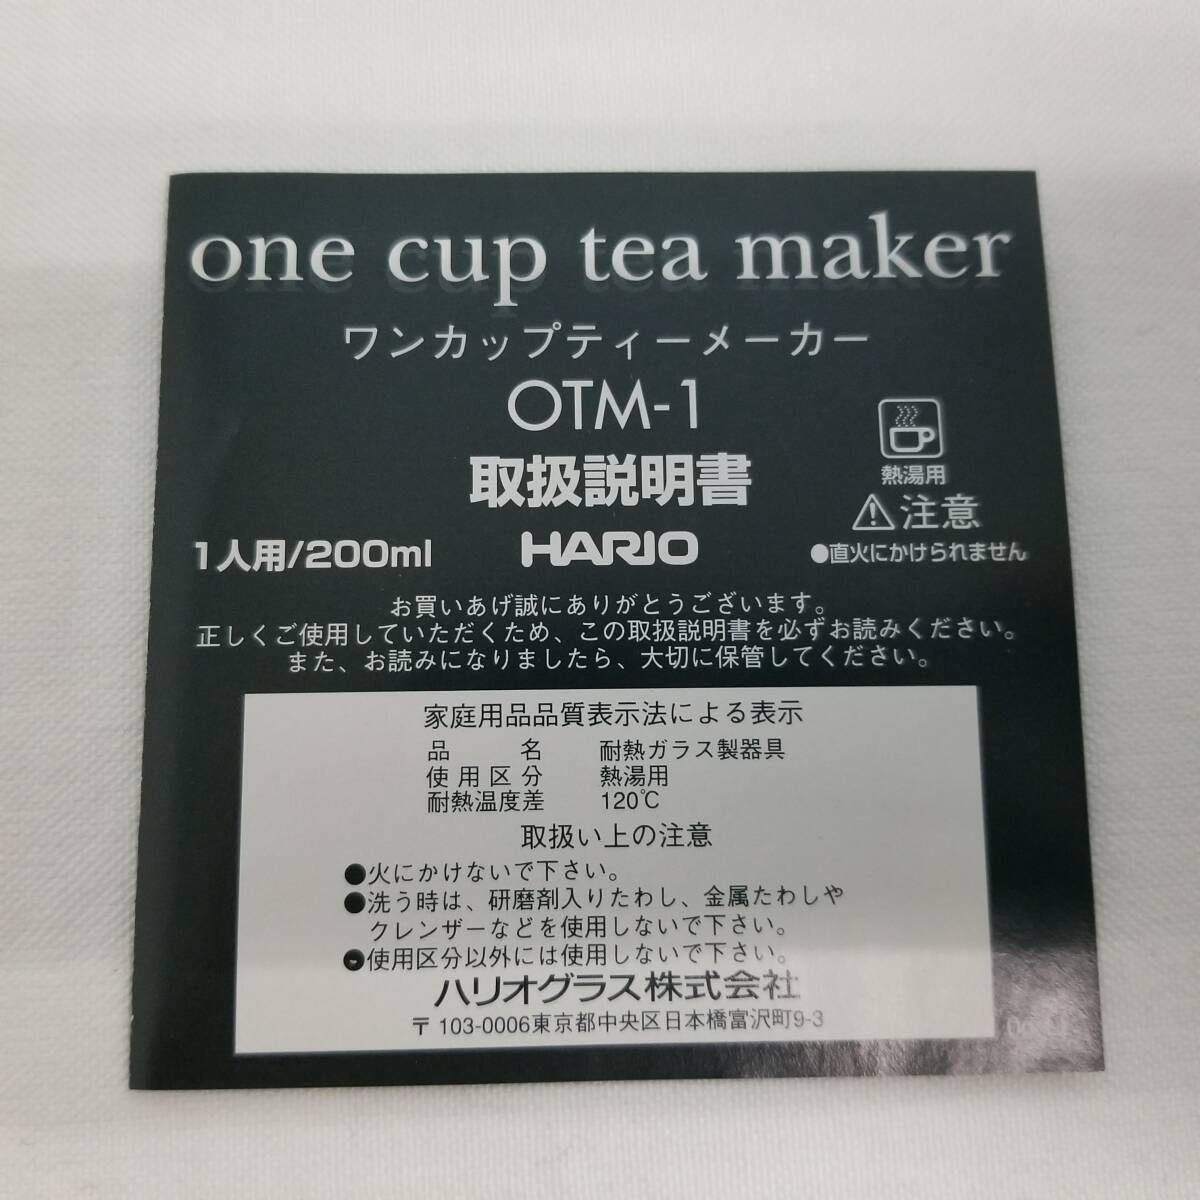 one cup tea maker
ワンカップティーメーカー
OTM-1
取扱説明書
熱湯用
注意
1人用/200ml
HARIO
●直火にかけられません
お買いあげ誠にありがとうございます。
正しくご使用していただくため、この取扱説明書を必ずお読みください。
また、お読みになりましたら、大切に保管してください。
家庭用品品質表示法による表示
品 名 耐熱ガラス製器具
使用区分 熱湯用
耐熱温度差 120℃
取扱い上の注意
●火にかけないで下さい。
●洗う時は、研磨剤入りたわし、金属たわしや
クレンザーなどを使用しないで下さい。
●使用区分以外には使用しないで下さい。
ハリオグラス株式会社
〒103-0006東京都中央区日本橋富沢町9-3